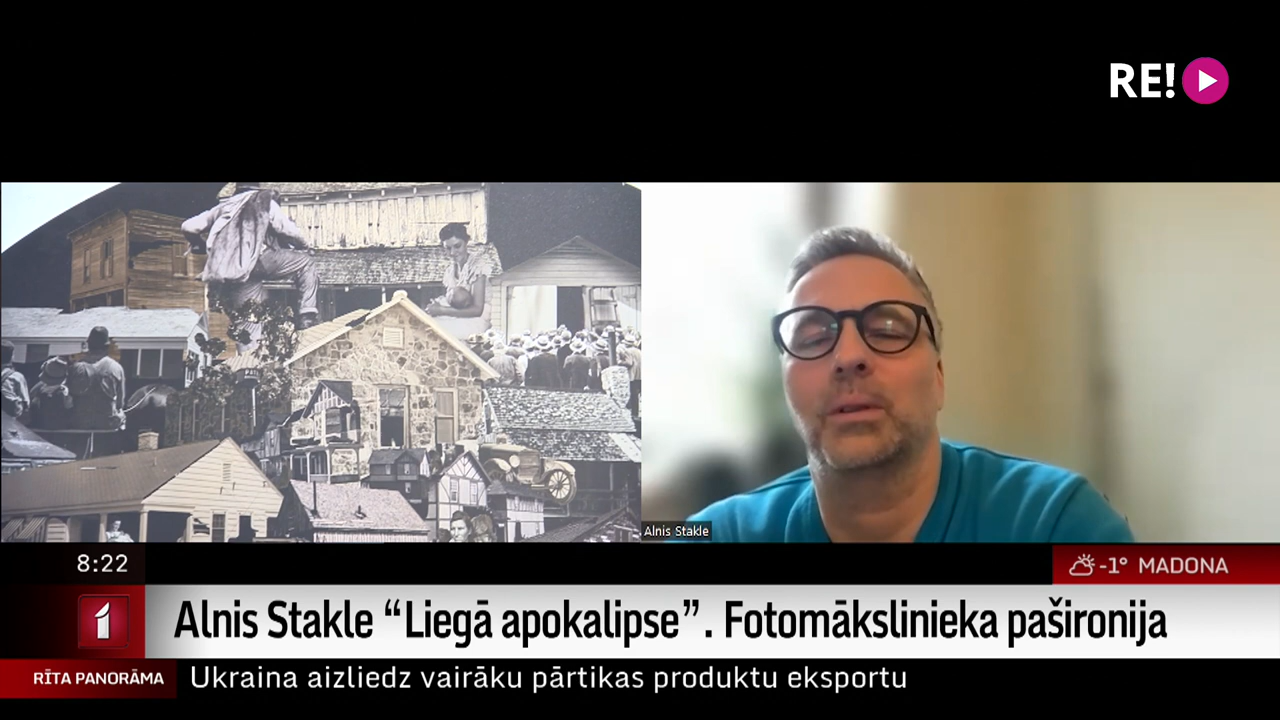 RE!
Alnis Stakle
8:22
-1° MADONA
1
Alnis Stakle “Liegā apokalipse”. Fotomākslinieka pašironija
RĪTA PANORĀMA
Ukraina aizliedz vairāku pārtikas produktu eksportu